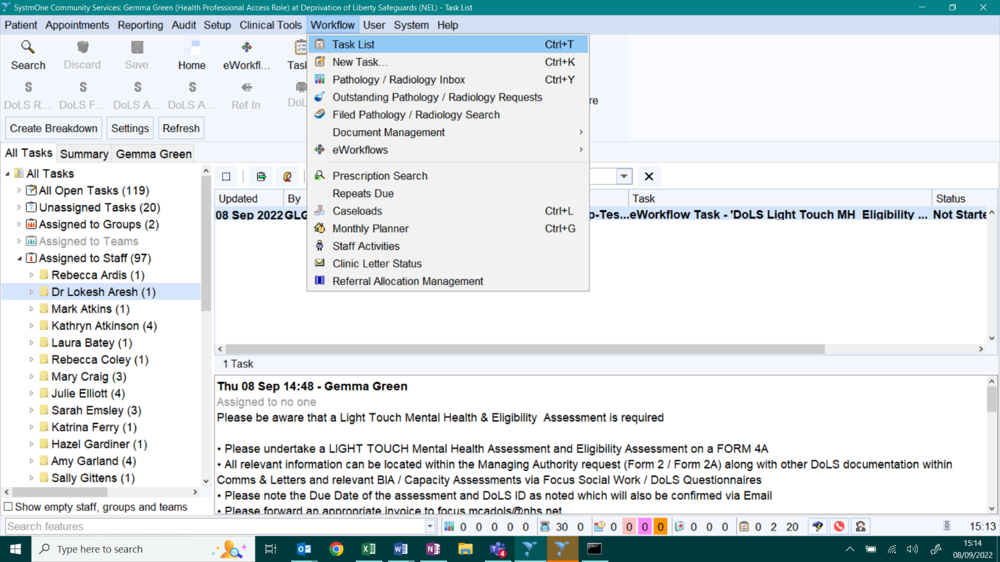 SystmOne Community Services: Gemma Green (Health Professional Access Role) at Deprivation of Liberty Safeguards (NEL) - Task List
Patient Appointments Reporting Audit Setup Clinical Tools Workflow User System Help
Search Discard Save Home eWorkfl... Tas
DoLS R... DoLS F... DoLS A... DoLS A... Ref In DoL re
Create Breakdown Settings Refresh
Task List Ctrl+T
New Task... Ctrl+K
Pathology / Radiology Inbox Ctrl+Y
Outstanding Pathology / Radiology Requests
Filed Pathology / Radiology Search
Document Management
eWorkflows
Prescription Search
Repeats Due
Caseloads Ctrl+L
Monthly Planner Ctrl+G
Staff Activities
Clinic Letter Status
Referral Allocation Management
All Tasks Summary Gemma Green
All Tasks
All Open Tasks (119)
Unassigned Tasks (20)
Assigned to Groups (2)
Assigned to Teams
Assigned to Staff (97)
Rebecca Ardis (1)
Dr Lokesh Aresh (1)
Mark Atkins (1)
Kathryn Atkinson (4)
Laura Batey (1)
Rebecca Coley (1)
Mary Craig (3)
Julie Elliott (4)
Sarah Emsley (3)
Katrina Ferry (1)
Hazel Gardiner (1)
Amy Garland (4)
Sally Gittens (1)
Show empty staff, groups and teams
Updated By Task Status
08 Sep 2022 GLG p-Tes... eWorkflow Task - 'DoLS Light Touch MH Eligibility ... Not Starte
1 Task
Thu 08 Sep 14:48 - Gemma Green
Assigned to no one
Please be aware that a Light Touch Mental Health & Eligibility Assessment is required
• Please undertake a LIGHT TOUCH Mental Health Assessment and Eligibility Assessment on a FORM 4A
• All relevant information can be located within the Managing Authority request (Form 2 / Form 2A) along with other DoLS documentation within
Comms & Letters and relevant BIA / Capacity Assessments via Focus Social Work / DoLS Questionnaires
• Please note the Due Date of the assessment and DoLS ID as noted which will also be confirmed via Email
• Please forward an appropriate invoice to focus.mcadols@nhs.net
Search features 0 0 0 0 0 30 0 0 0 0 0 0 0 0 0 2 20 15:13
Type here to search 4 15:14
08/09/2022